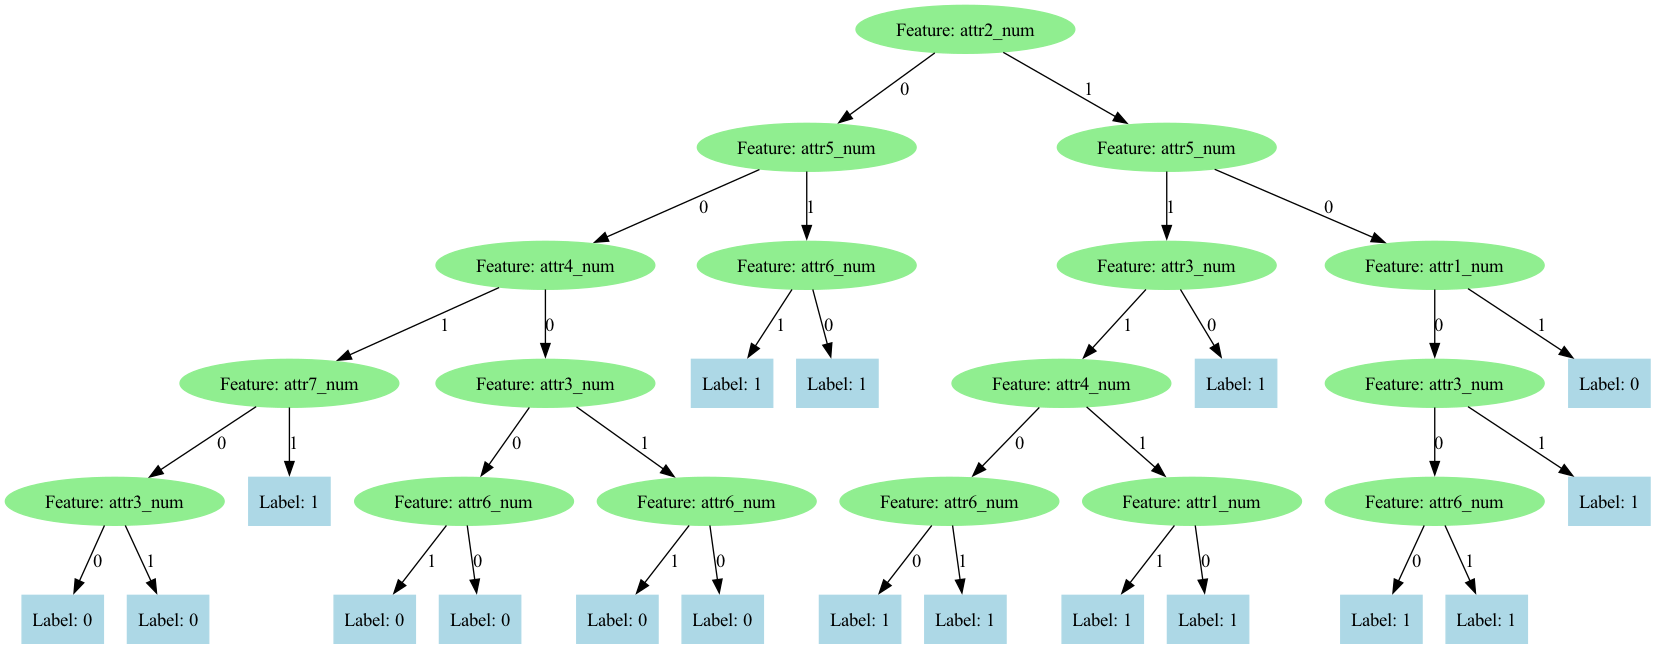 Feature: attr2_num
0
1
Feature: attr5_num
Feature: attr5_num
0
1
1
0
Feature: attr4_num
Feature: attr6_num
Feature: attr3_num
Feature: attr1_num
1
0
1
0
1
0
0
1
Feature: attr7_num
Feature: attr3_num
Label: 1
Label: 1
Feature: attr4_num
Label: 1
Feature: attr3_num
Label: 0
0
1
0
1
0
1
0
1
Feature: attr3_num
Label: 1
Feature: attr6_num
Feature: attr6_num
Feature: attr6_num
Feature: attr1_num
Feature: attr6_num
Label: 1
0
1
1
0
1
0
0
1
1
0
0
1
Label: 0
Label: 0
Label: 0
Label: 0
Label: 0
Label: 0
Label: 1
Label: 1
Label: 1
Label: 1
Label: 1
Label: 1